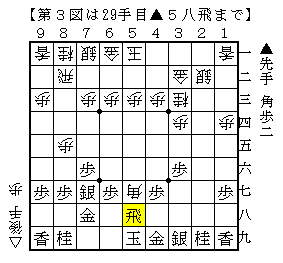 【第３図は29手目▲５八飛まで】
９ ８ ７ ６ ５ ４ ３ ２ １
香 桂 銀 金 玉 香 一
飛 金 銀 二
歩 歩 歩 歩 歩 桂 三
歩 歩 四
歩 五
歩 歩 六
歩 歩 銀 歩 角 歩 歩 七
金 飛 八
香 桂 玉 金 銀 桂 香 九
▲先手 角歩二
△後手 歩